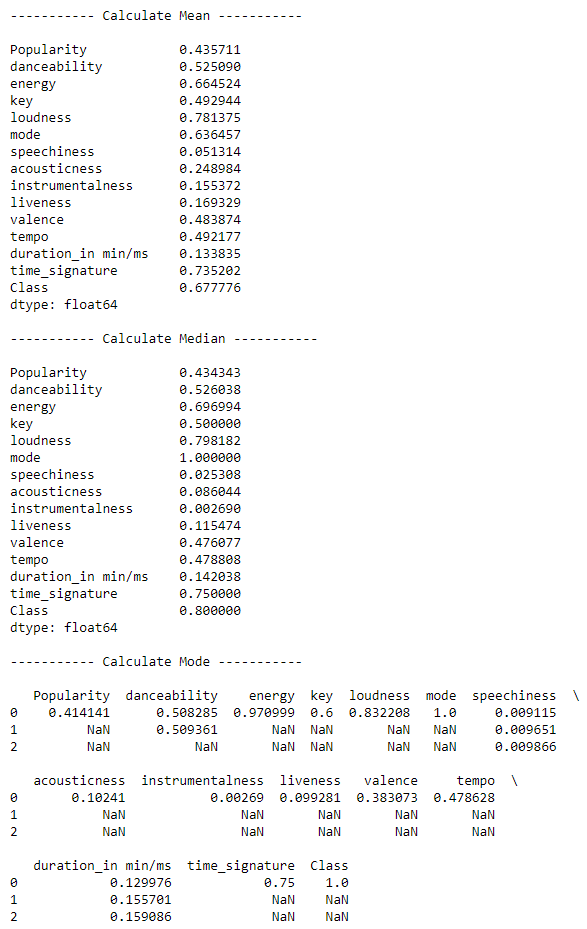 ----------- Calculate Mean -----------
Popularity 0.435711
danceability 0.525090
energy 0.664524
key 0.492944
loudness 0.781375
mode 0.636457
speechiness 0.051314
acousticness 0.248984
instrumentalness 0.155372
liveness 0.169329
valence 0.483874
tempo 0.492177
duration_in min/ms 0.133835
time_signature 0.735202
Class 0.677776
dtype: float64
----------- Calculate Median -----------
Popularity 0.434343
danceability 0.526038
energy 0.696994
key 0.500000
loudness 0.798182
mode 1.000000
speechiness 0.025308
acousticness 0.086044
instrumentalness 0.002690
liveness 0.115474
valence 0.476077
tempo 0.478808
duration_in min/ms 0.142038
time_signature 0.750000
Class 0.800000
dtype: float64
----------- Calculate Mode -----------
Popularity danceability energy key loudness mode speechiness \
0 0.414141 0.508285 0.970999 0.6 0.832208 1.0 0.009115
1 NaN 0.509361 NaN NaN NaN NaN 0.009651
2 NaN NaN NaN NaN NaN NaN 0.009866
acousticness instrumentalness liveness valence tempo \
0 0.10241 0.00269 0.099281 0.383073 0.478628
1 NaN NaN NaN NaN NaN
2 NaN NaN NaN NaN NaN
duration_in min/ms time_signature Class
0 0.129976 0.75 1.0
1 0.155701 NaN NaN
2 0.159086 NaN NaN